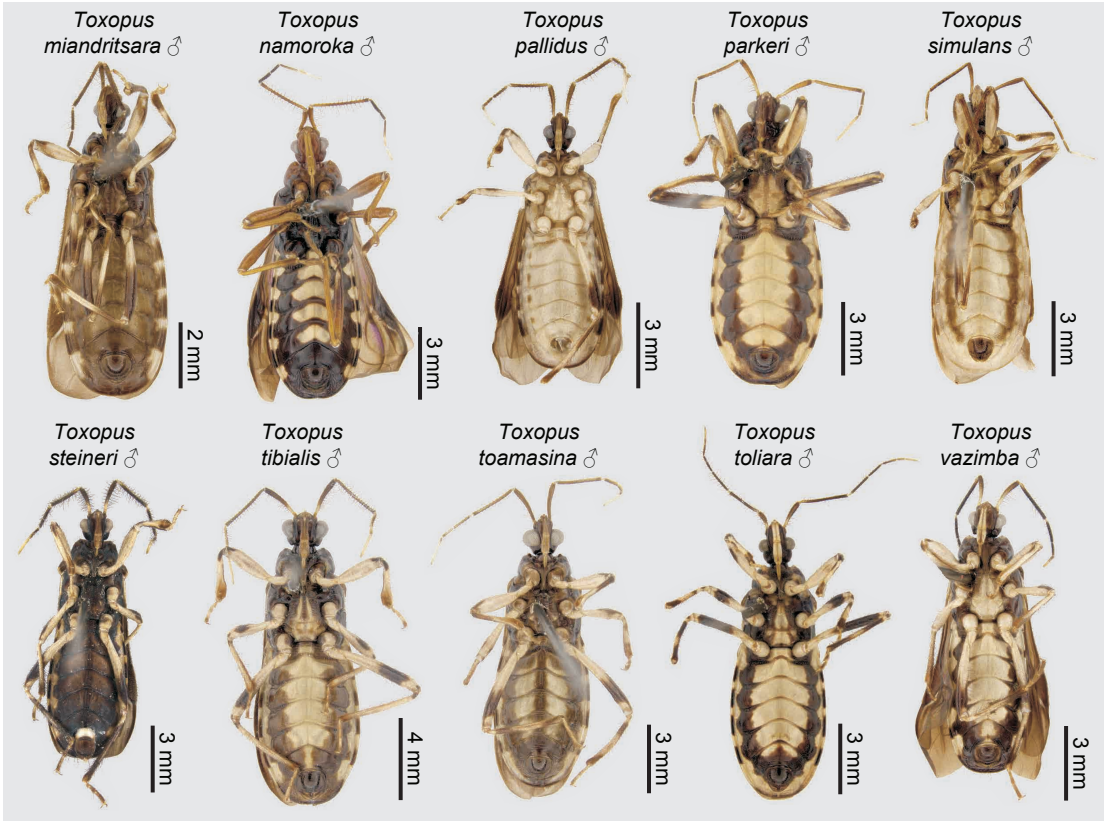 Toxopus
miandritsara ♂
Toxopus
namoroka ♂
Toxopus
pallidus ♂
Toxopus
parkeri ♂
Toxopus
simulans ♂
2 mm
3 mm
3 mm
3 mm
3 mm
Toxopus
steineri ♂
Toxopus
tibialis ♂
Toxopus
toamasina ♂
Toxopus
toliara ♂
Toxopus
vazimba ♂
3 mm
4 mm
3 mm
3 mm
3 mm